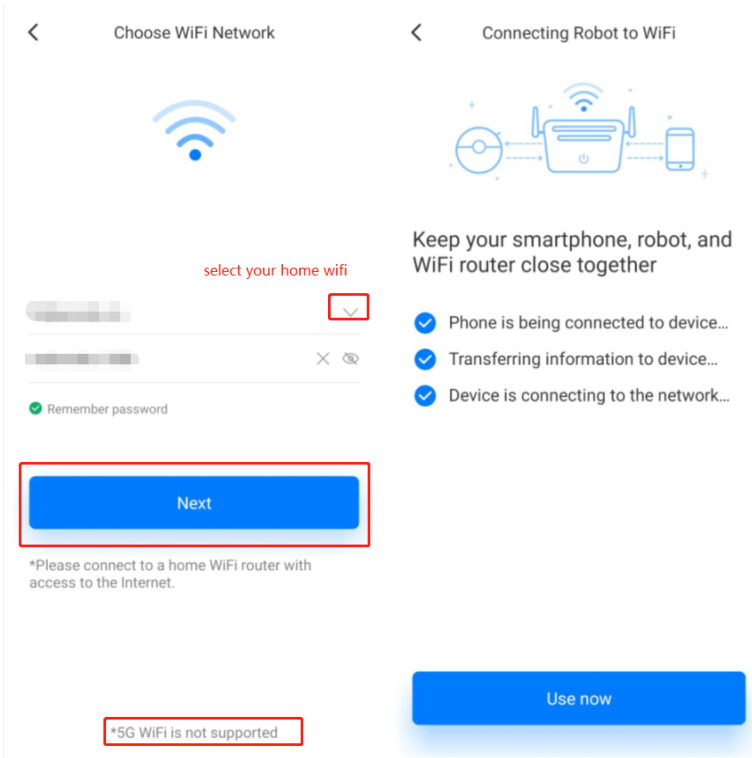 Choose WiFi Network
select your home wifi
Remember password
Next
*Please connect to a home WiFi router with
access to the Internet.
*5G WiFi is not supported
Connecting Robot to WiFi
Keep your smartphone, robot, and
WiFi router close together
Phone is being connected to device...
Transferring information to device...
Device is connecting to the network...
Use now